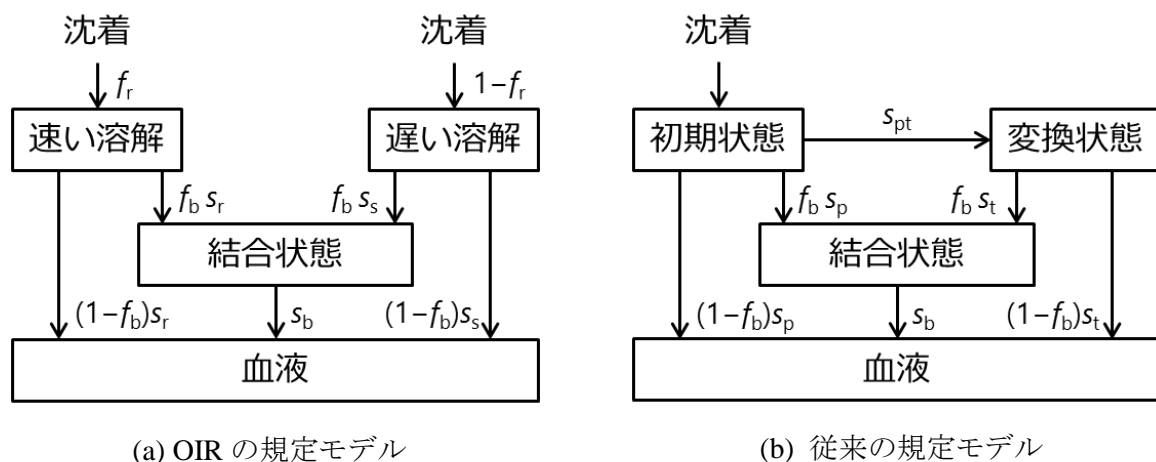 沈着 沈着 沈着
f_r 1−f_r
速い溶解 遅い溶解 初期状態 s_pt 変換状態
f_b s_r f_b s_s f_b s_p f_b s_t
結合状態 結合状態
(1−f_b)s_r s_b (1−f_b)s_s (1−f_b)s_p s_b (1−f_b)s_t
血液 血液
(a) OIR の規定モデル (b) 従来の規定モデル